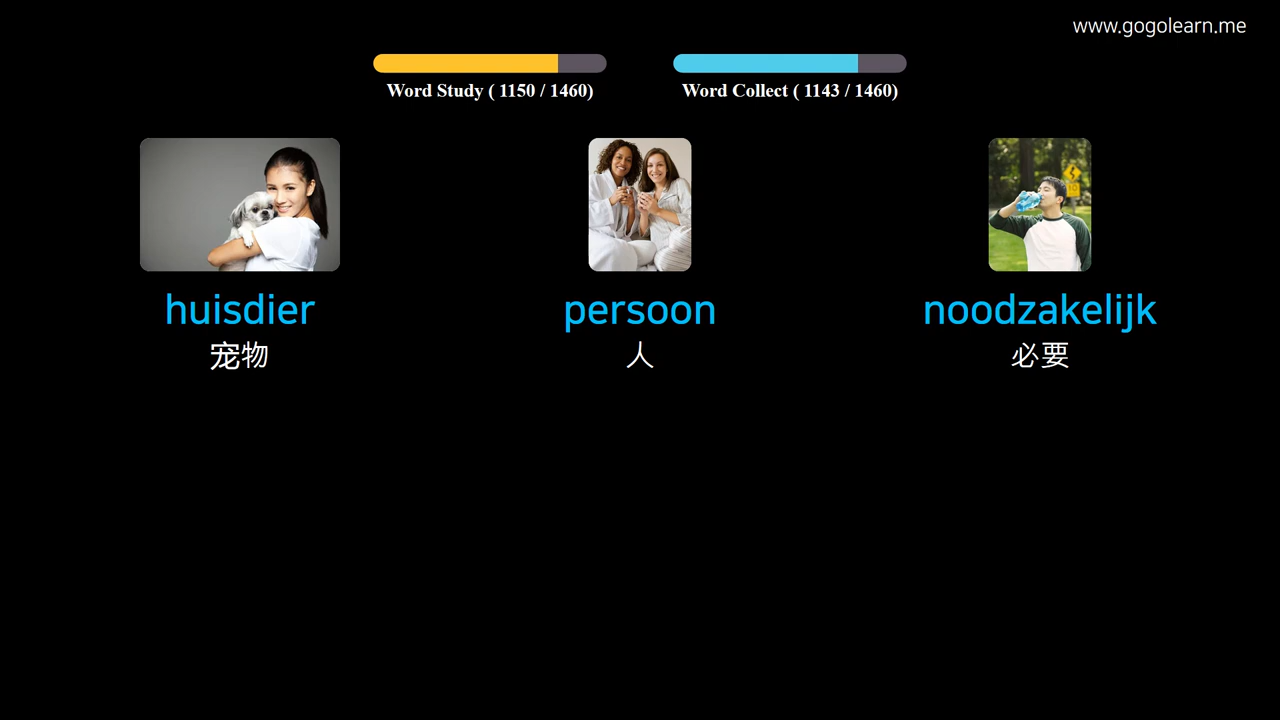 www.gogolearn.me
Word Study ( 1150 / 1460)
Word Collect ( 1143 / 1460)
huisdier
宠物
persoon
人
noodzakelijk
必要